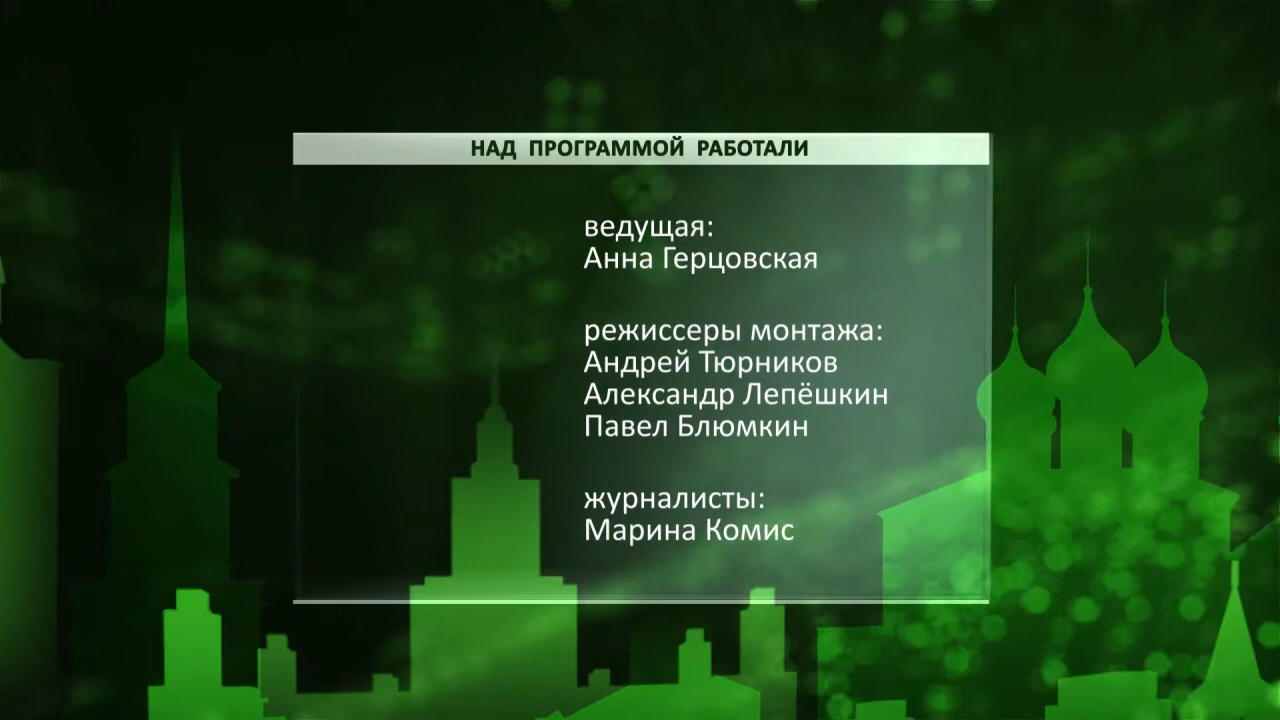 НАД ПРОГРАММОЙ РАБОТАЛИ
ведущая:
Анна Герцовская
режиссеры монтажа:
Андрей Тюрников
Александр Лепёшкин
Павел Блюмкин
журналисты:
Марина Комис